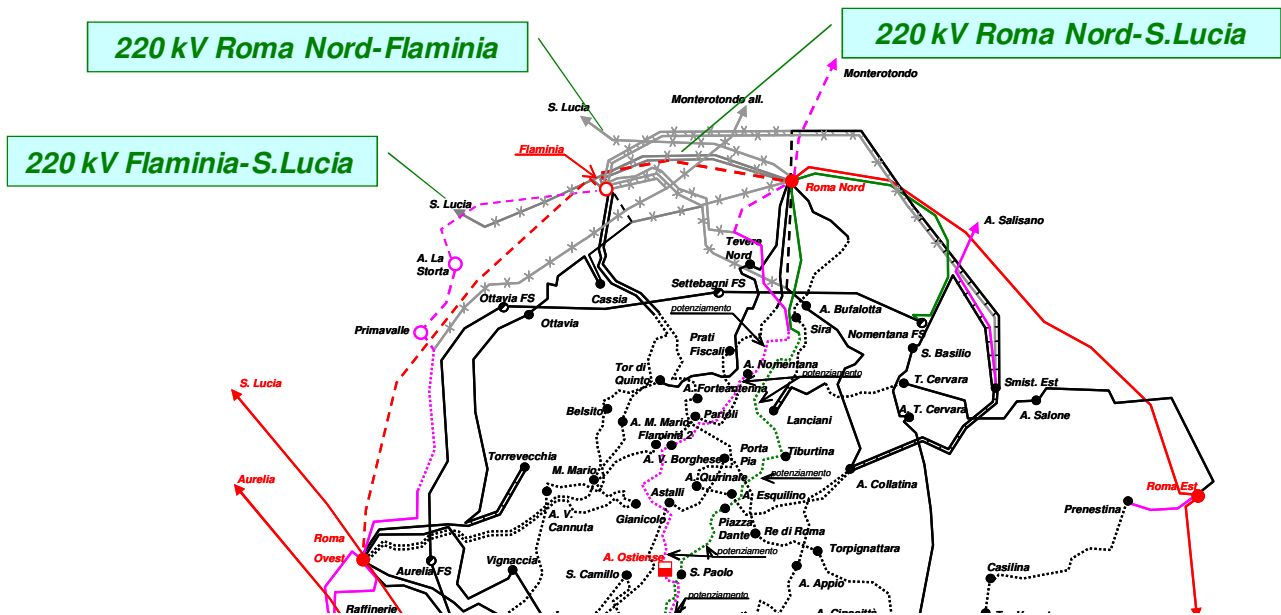 220 kV Roma Nord-Flaminia
220 kV Roma Nord-S.Lucia
220 kV Flaminia-S.Lucia
Monterotondo
S. Lucia
Monterotondo all.
Flaminia
Roma Nord
S. Lucia
A. Salisano
A. La
Storta
Tevere
Nord
Settebagni FS
Ottavia FS
Cassia
potenziamento
A. Bufalotta
Ottavia
Sira
Nomentana FS
Primavalle
Prati
Fiscali
S. Basilio
A. Nomentana
potenziamento
Tor di
Quinto
T. Cervara
Smist. Est
S. Lucia
A. Forteantenna
Belsito
Parioli
Lanciani
A. T. Cervara
A. Salone
A. M. Mario
Flaminia 2
Porta
Pia
Tiburtina
Torrevecchia
A. V. Borghese
M. Mario
A. Quirinale
potenziamento
Aurelia
A. Collatina
Roma Est
Astalli
A. Esquilino
Prenestina
A. V.
Cannuta
Gianicolo
Piazza
Dante
Re di Roma
Roma
Ovest
A. Ostiense
potenziamento
Torpignattara
Aurelia FS
Vignaccia
S. Camillo
S. Paolo
A. Appio
Casilina
potenziamento
Raffinerie